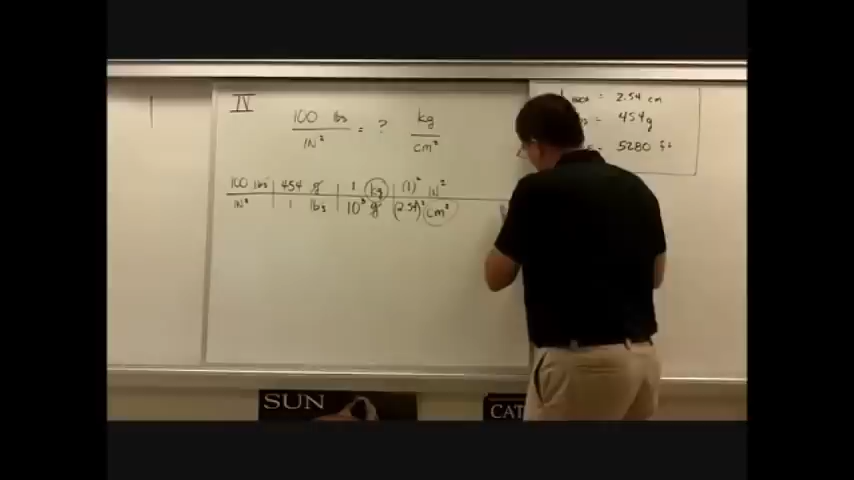 IV
100 lbs kg
= ?
IN² cm²
100 lbs 454 g 1 kg (1)² IN²
IN² 1 lbs 10³ g (2.54)² cm²
= 2.54 cm
= 454g
= 5280 ft
SUN
CAT